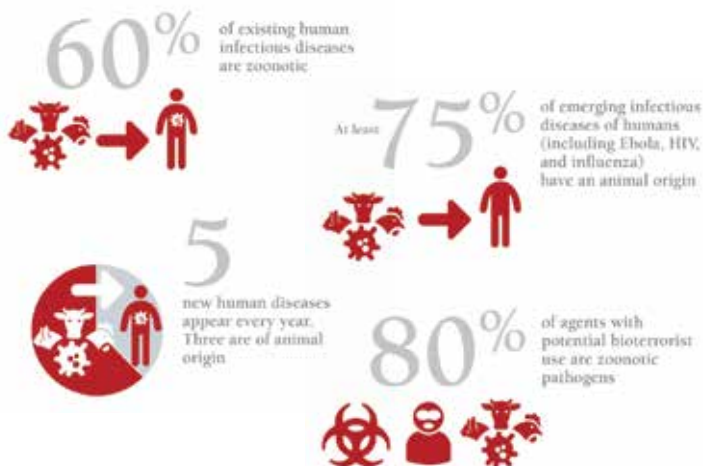 60%
of existing human
infectious diseases
are zoonotic
At least 75%
of emerging infectious
diseases of humans
(including Ebola, HIV,
and influenza)
have an animal origin
5
new human diseases
appear every year.
Three are of animal
origin
80%
of agents with
potential bioterrorist
use are zoonotic
pathogens